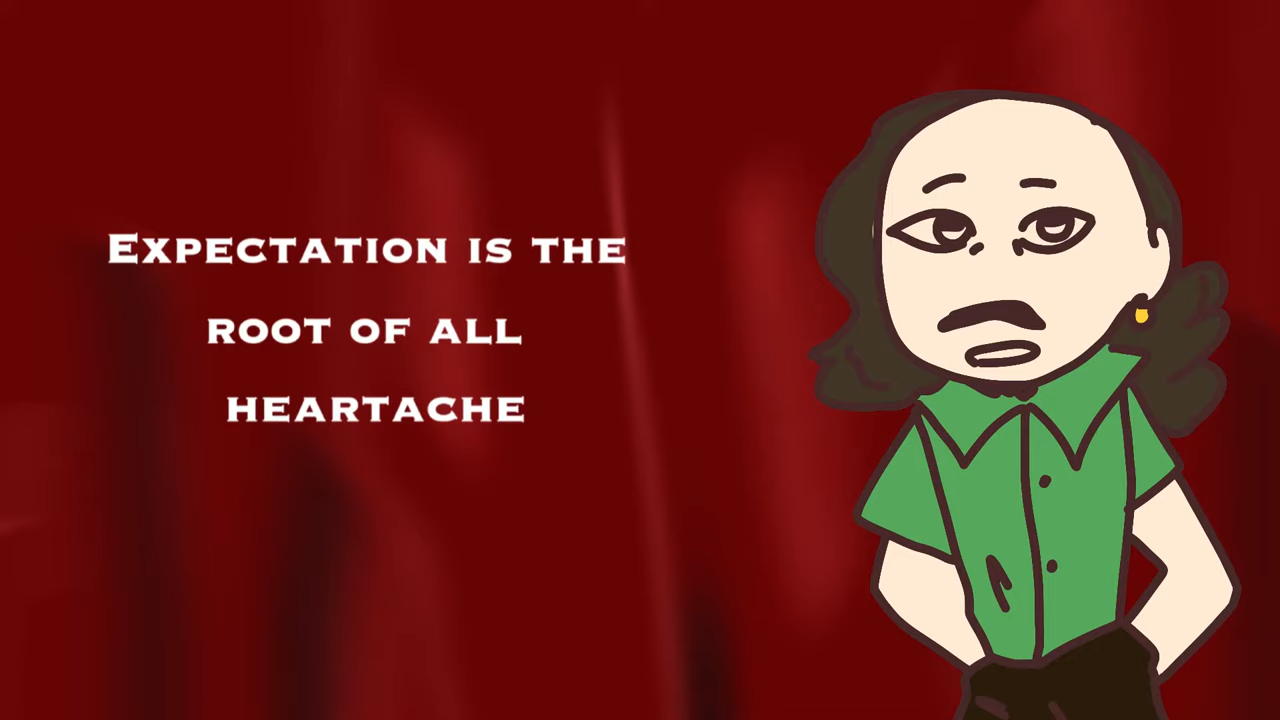 Expectation is the
root of all
heartache